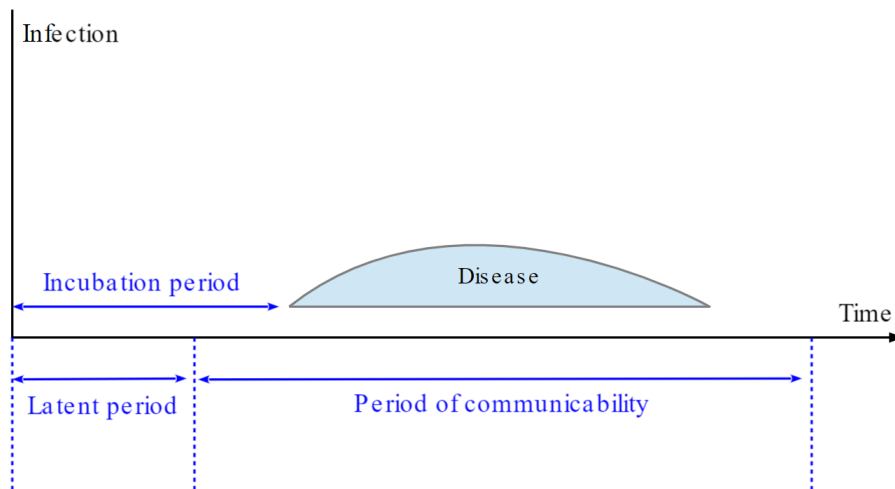 Infection
Disease
Incubation period
Time
Latent period
Period of communicability